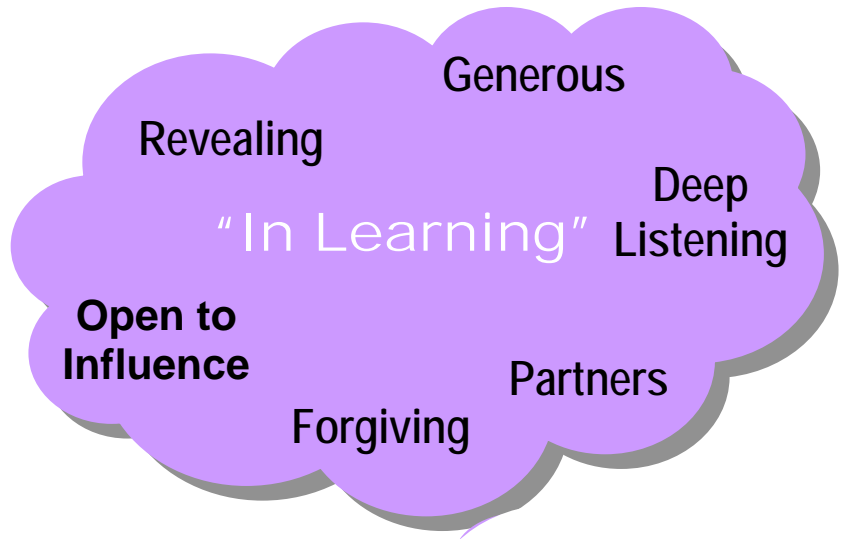 Generous
Revealing
Deep
Listening
"In Learning"
Open to
Influence
Partners
Forgiving